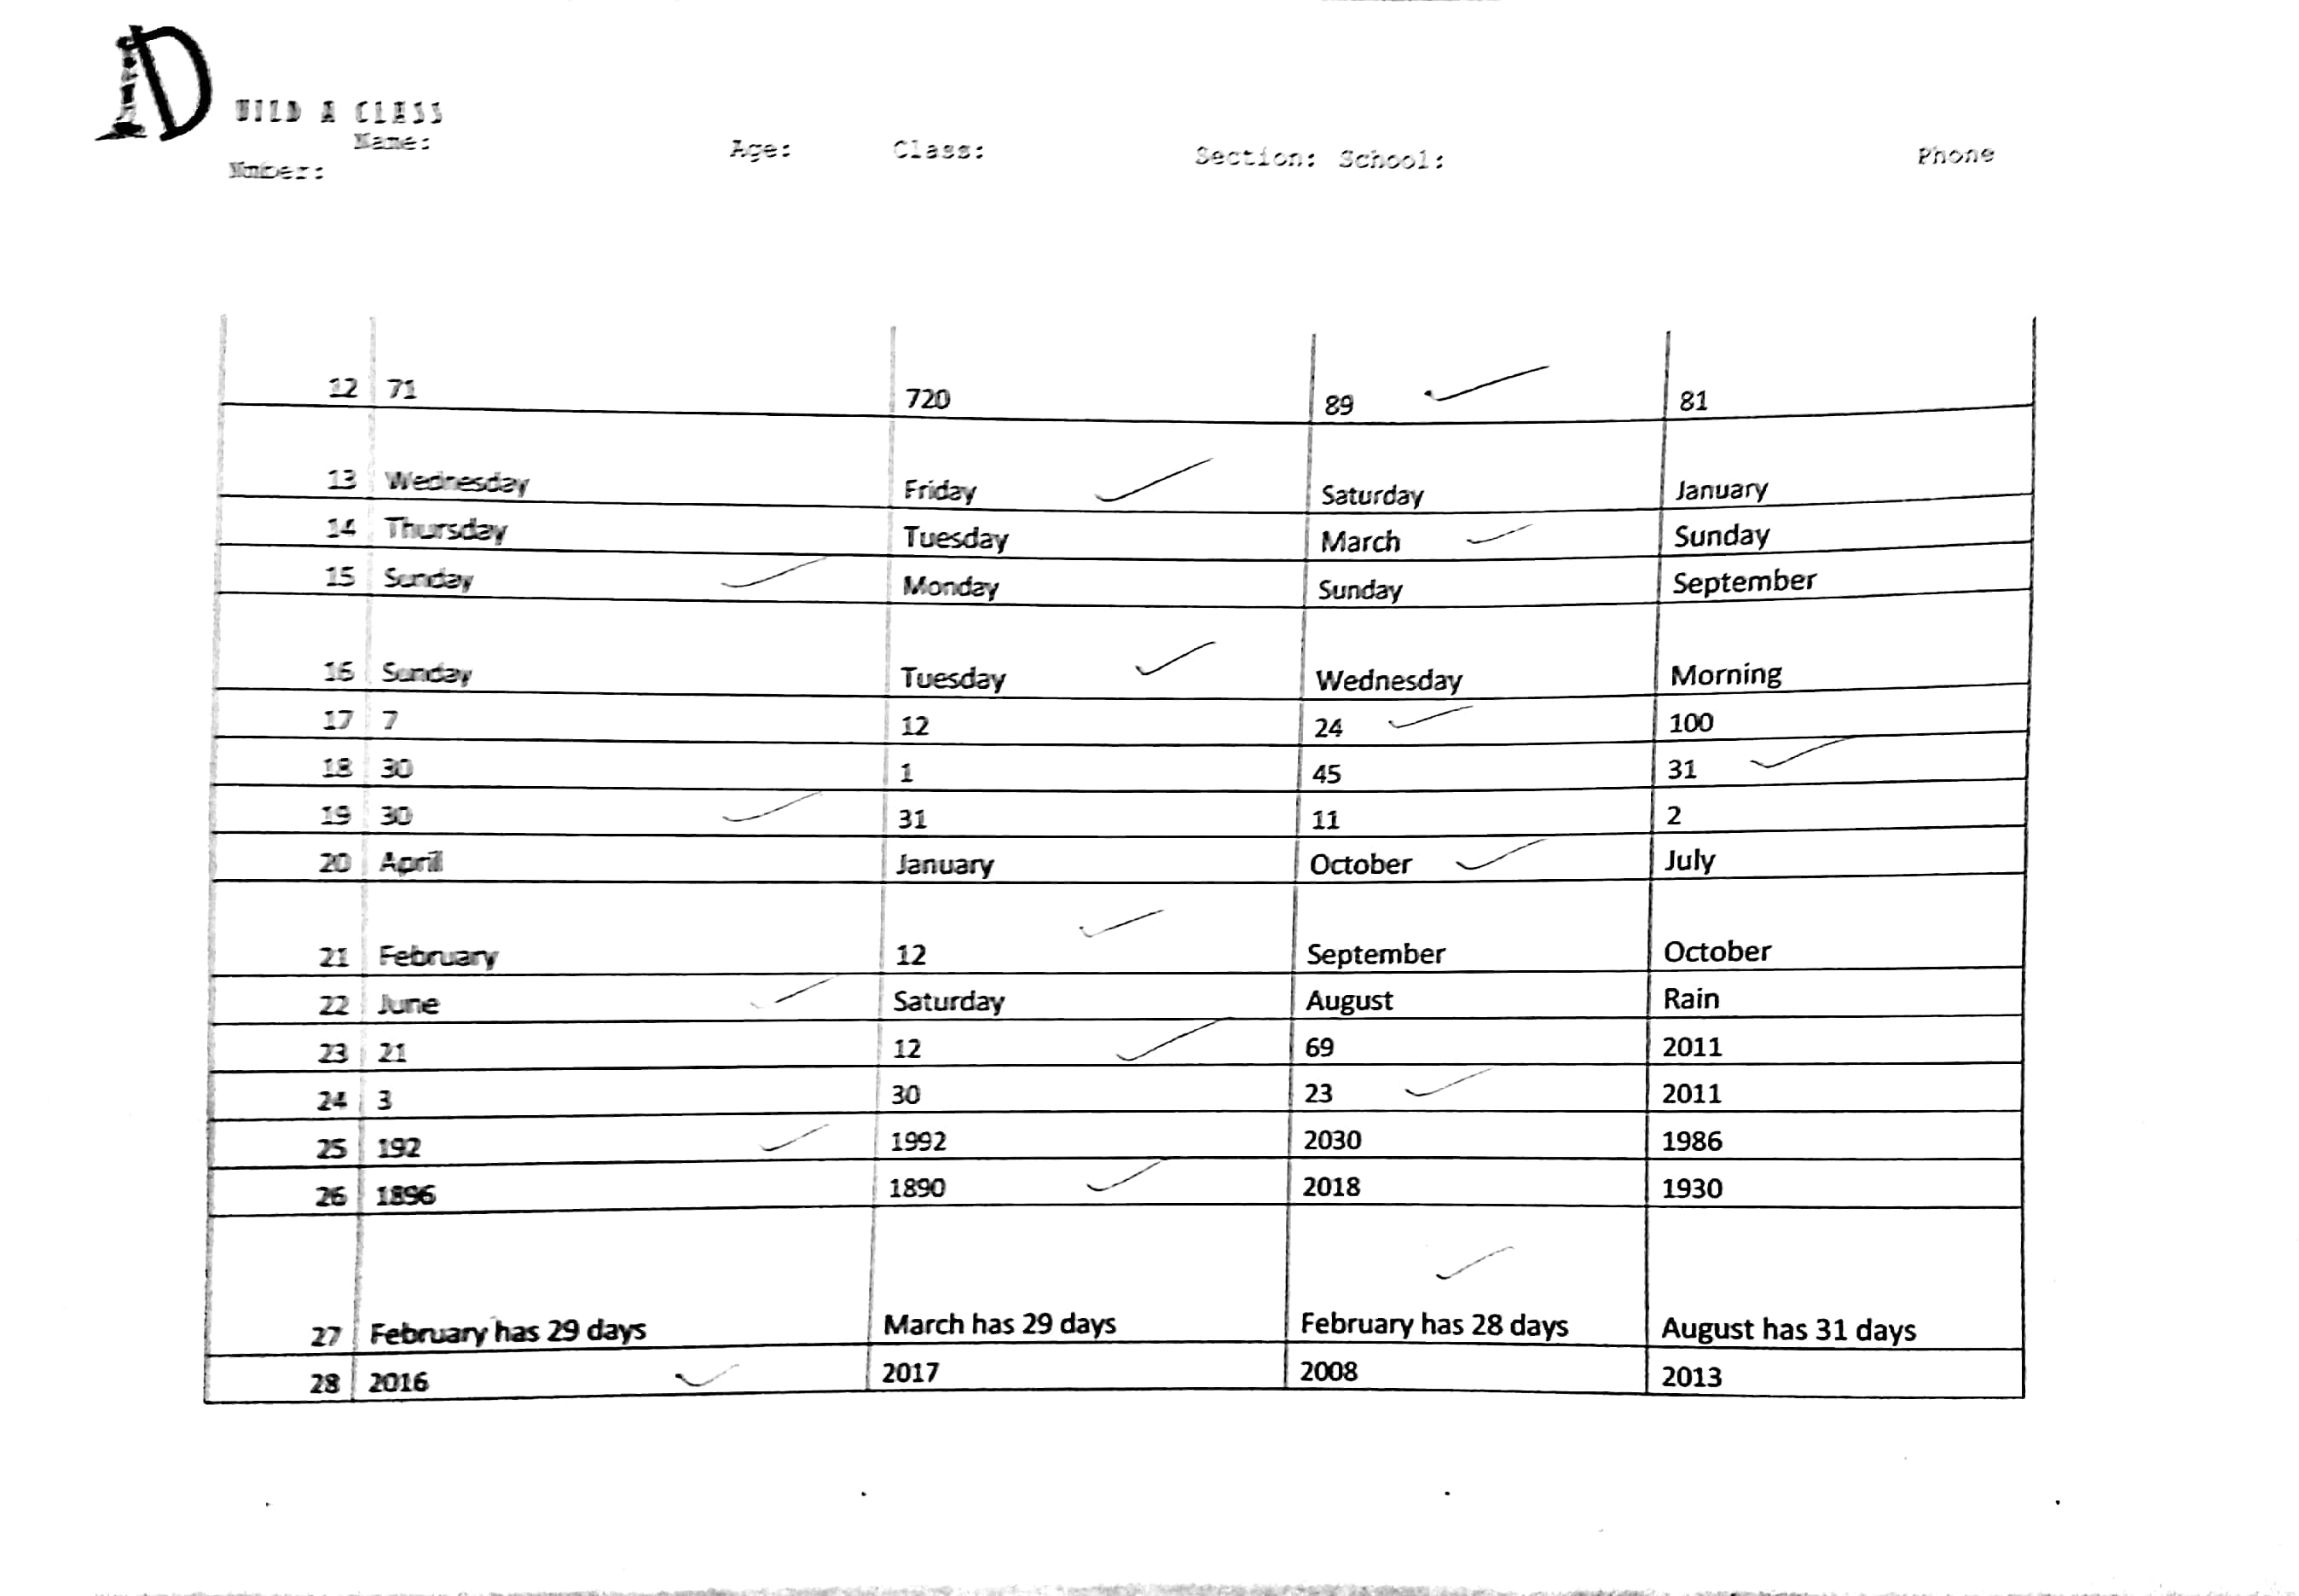 D
UILD A CLASS
Name: Age: Class: Section: School: Phone
Number:
12 71 720 89 81
13 Wednesday Friday Saturday January
14 Thursday Tuesday March Sunday
15 Sunday Monday Sunday September
16 Sunday Tuesday Wednesday Morning
17 7 12 24 100
18 30 1 45 31
19 30 31 11 2
20 April January October July
21 February 12 September October
22 June Saturday August Rain
23 21 12 69 2011
24 3 30 23 2011
25 192 1992 2030 1986
26 1896 1890 2018 1930
27 February has 29 days March has 29 days February has 28 days August has 31 days
28 2016 2017 2008 2013